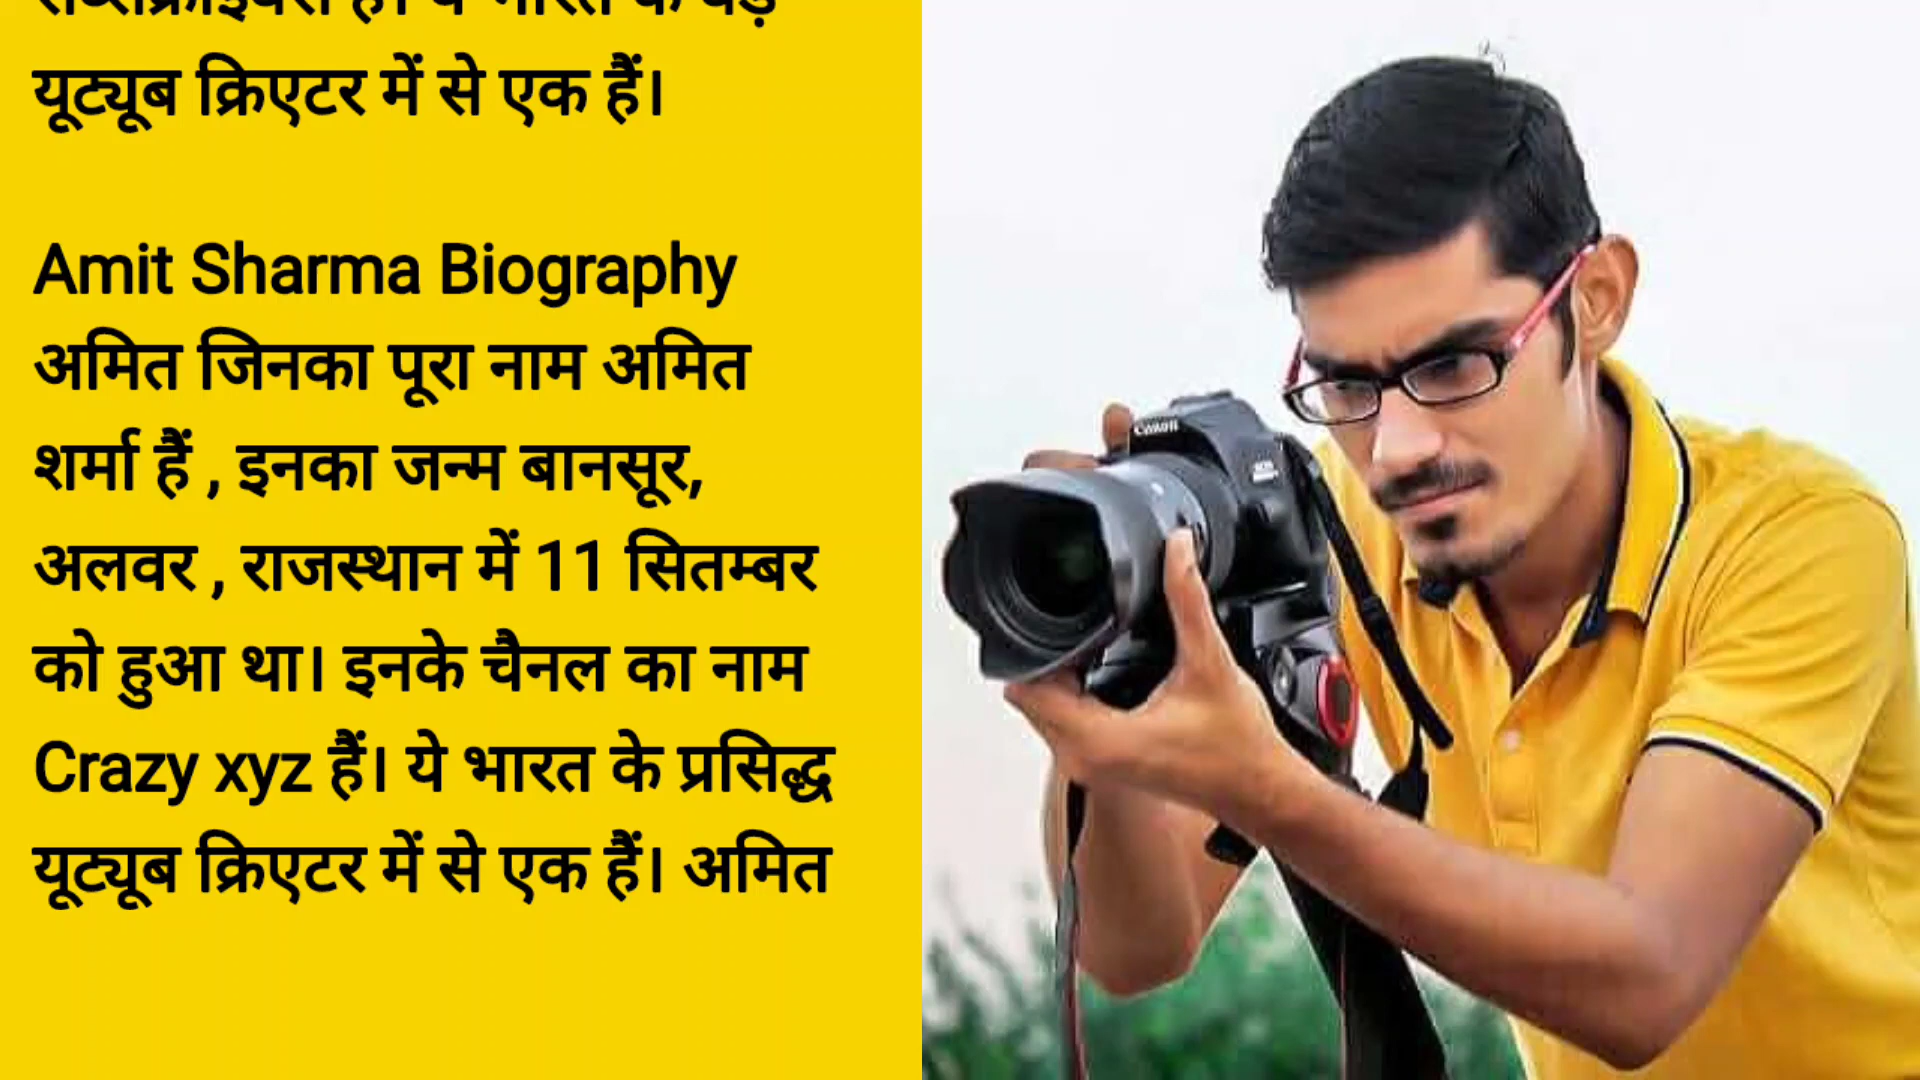 यूट्यूब क्रिएटर में से एक हैं।
Amit Sharma Biography
अमित जिनका पूरा नाम अमित
शर्मा हैं , इनका जन्म बानसूर,
अलवर , राजस्थान में 11 सितम्बर
को हुआ था। इनके चैनल का नाम
Crazy xyz हैं। ये भारत के प्रसिद्ध
यूट्यूब क्रिएटर में से एक हैं। अमित
Canon